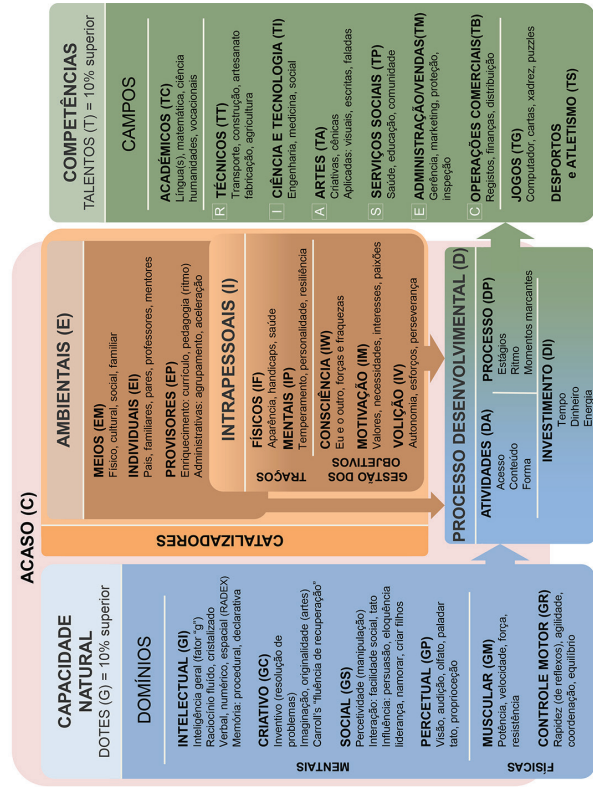 ACASO (C)
CAPACIDADE
NATURAL
DOTES (G) = 10% superior
DOMÍNIOS
MENTAIS
INTELECTUAL (GI)
Inteligência geral (fator “g”)
Raciocínio fluído, cristalizado
Verbal, numérico, espacial (RADEX)
Memória: procedural, declarativa
CRIATIVO (GC)
Inventivo (resolução de
problemas)
Imaginação, originalidade (artes)
Carroll's “fluência de recuperação”
SOCIAL (GS)
Percetividade (manipulação)
Interação: facilidade social, tato
Influência: persuasão, eloquência
liderança, namorar, criar filhos
PERCETUAL (GP)
Visão, audição, olfato, paladar
tato, propriocepção
FÍSICAS
MUSCULAR (GM)
Potência, velocidade, força,
resistência
CONTROLE MOTOR (GR)
Rapidez (de reflexos), agilidade,
coordenação, equilíbrio
CATALIZADORES
AMBIENTAIS (E)
MEIOS (EM)
Físico, cultural, social, familiar
INDIVIDUAIS (EI)
Pais, familiares, pares, professores, mentores
PROVISORES (EP)
Enriquecimento: currículo, pedagogia (ritmo)
Administrativas: agrupamento, aceleração
INTRAPESSOAIS (I)
TRAÇOS
FÍSICOS (IF)
Aparência, handicaps, saúde
MENTAIS (IP)
Temperamento, personalidade, resiliência
GESTÃO DOS
OBJETIVOS
CONSCIÊNCIA (IW)
Eu e o outro, forças e fraquezas
MOTIVAÇÃO (IM)
Valores, necessidades, interesses, paixões
VOLIÇÃO (IV)
Autonomia, esforços, perseverança
PROCESSO DESENVOLVIMENTAL (D)
ATIVIDADES (DA)
Acesso
Conteúdo
Forma
PROCESSO (DP)
Estágios
Ritmo
Momentos marcantes
INVESTIMENTO (DI)
Tempo
Dinheiro
Energia
COMPETÊNCIAS
TALENTOS (T) = 10% superior
CAMPOS
ACADÉMICOS (TC)
Lingua(s), matemática, ciência
humanidades, vocacionais
R TÉCNICOS (TT)
Transporte, construção, artesanato
fabricação, agricultura
I CIÊNCIA E TECNOLOGIA (TI)
Engenharia, medicina, social
A ARTES (TA)
Criativas, cênicas
Aplicadas: visuais, escritas, faladas
S SERVIÇOS SOCIAIS (TP)
Saúde, educação, comunidade
E ADMINISTRAÇÃO/VENDAS(TM)
Gerência, marketing, proteção,
inspeção
C OPERAÇÕES COMERCIAIS(TB)
Registos, finanças, distribuição
JOGOS (TG)
Computador, cartas, xadrez, puzzles
DESPORTOS
e ATLETISMO (TS)